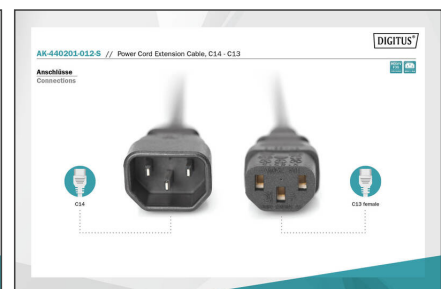 DIGITUS®
AK-440201-012-S // Power Cord Extension Cable, C14 - C13
Anschlüsse
Connections
C14
C13 female